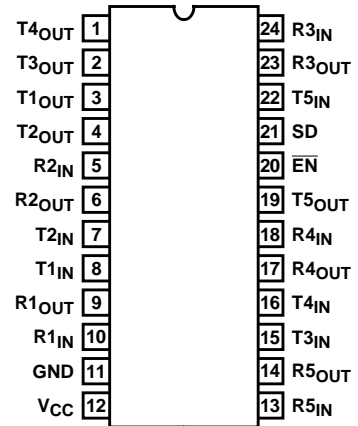 T4OUT 1 24 R3IN
T3OUT 2 23 R3OUT
T1OUT 3 22 T5IN
T2OUT 4 21 SD
R2IN 5 20 E̅N̅
R2OUT 6 19 T5OUT
T2IN 7 18 R4IN
T1IN 8 17 R4OUT
R1OUT 9 16 T4IN
R1IN 10 15 T3IN
GND 11 14 R5OUT
VCC 12 13 R5IN